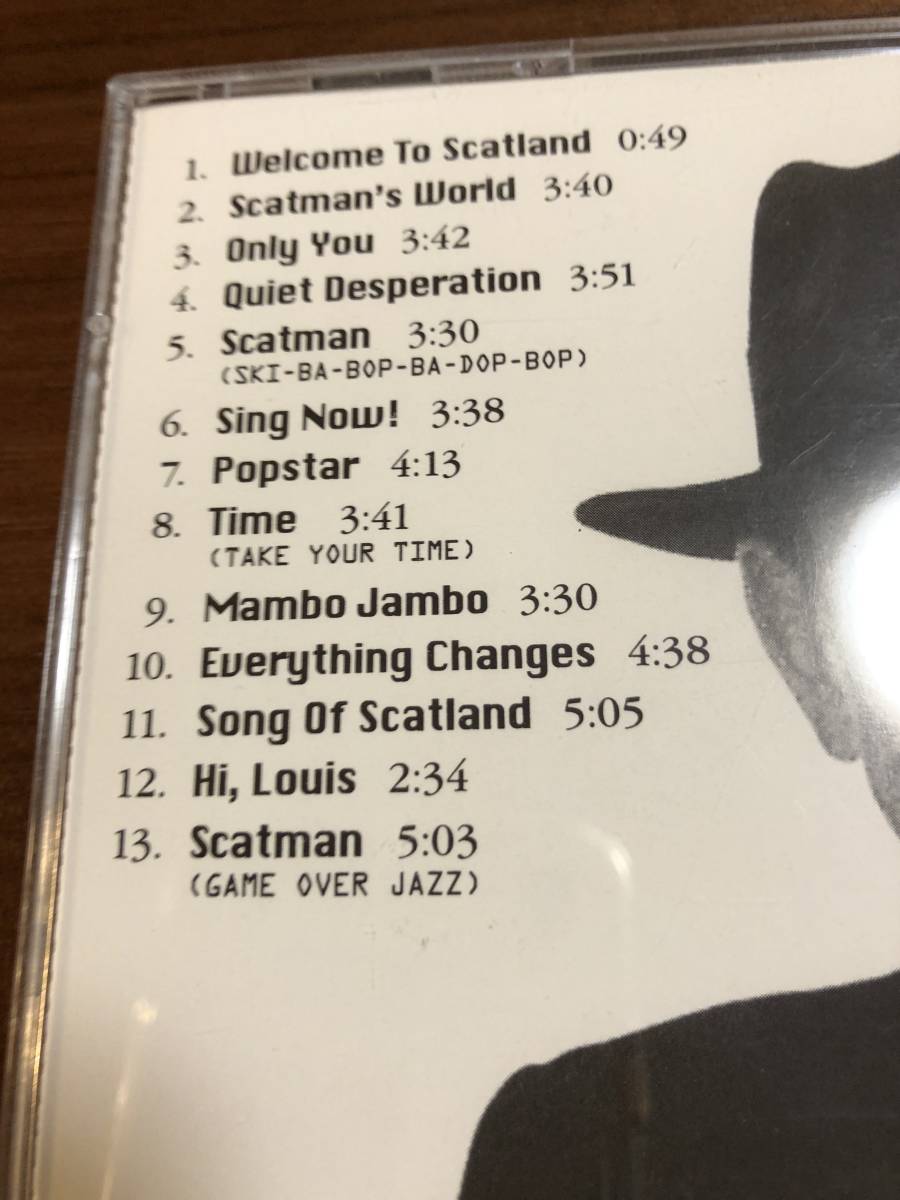 1. Welcome To Scatland 0:49
2. Scatman's World 3:40
3. Only You 3:42
4. Quiet Desperation 3:51
5. Scatman 3:30
(SKI-BA-BOP-BA-DOP-BOP)
6. Sing Now! 3:38
7. Popstar 4:13
8. Time 3:41
(TAKE YOUR TIME)
9. Mambo Jambo 3:30
10. Everything Changes 4:38
11. Song Of Scatland 5:05
12. Hi, Louis 2:34
13. Scatman 5:03
(GAME OVER JAZZ)